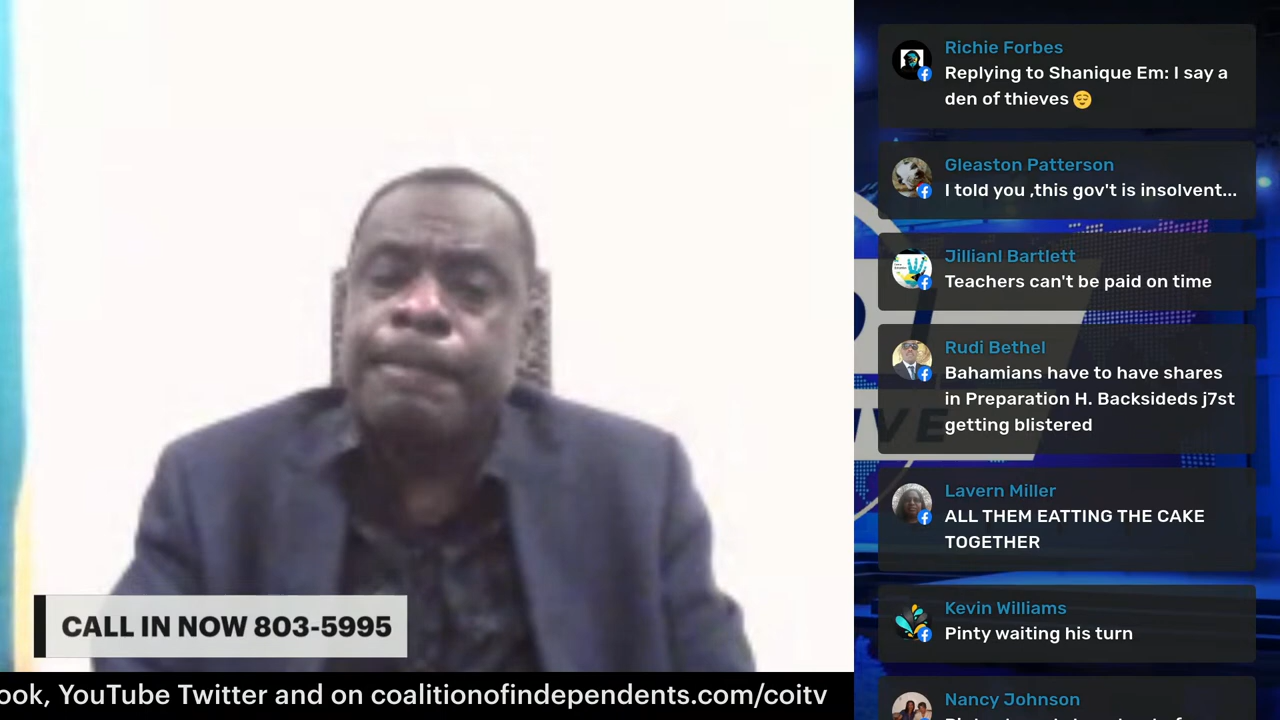 CALL IN NOW 803-5995
ook, YouTube Twitter and on coalitionofindependents.com/coitv
Richie Forbes
Replying to Shanique Em: I say a
den of thieves 😌
Gleaston Patterson
I told you ,this gov't is insolvent...
Jillianl Bartlett
Teachers can't be paid on time
Rudi Bethel
Bahamians have to have shares
in Preparation H. Backsideds j7st
getting blistered
Lavern Miller
ALL THEM EATTING THE CAKE
TOGETHER
Kevin Williams
Pinty waiting his turn
Nancy Johnson